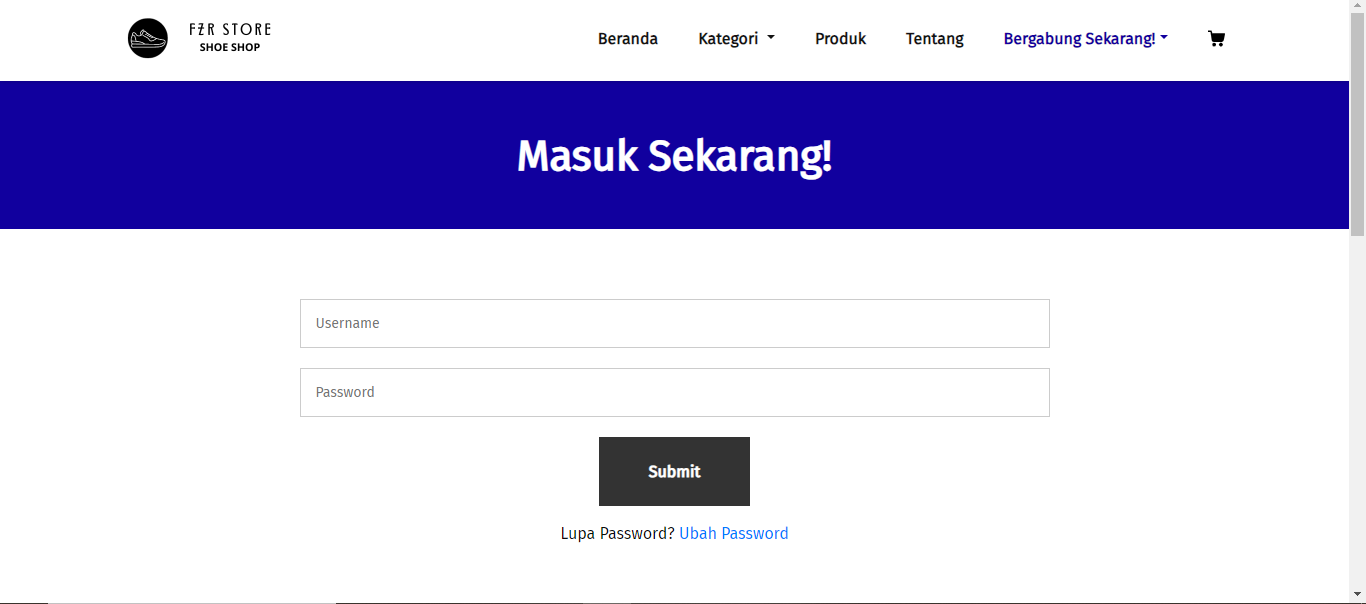 FZR STORE
SHOE SHOP
Beranda Kategori Produk Tentang Bergabung Sekarang!
Masuk Sekarang!
Username
Password
Submit
Lupa Password? Ubah Password